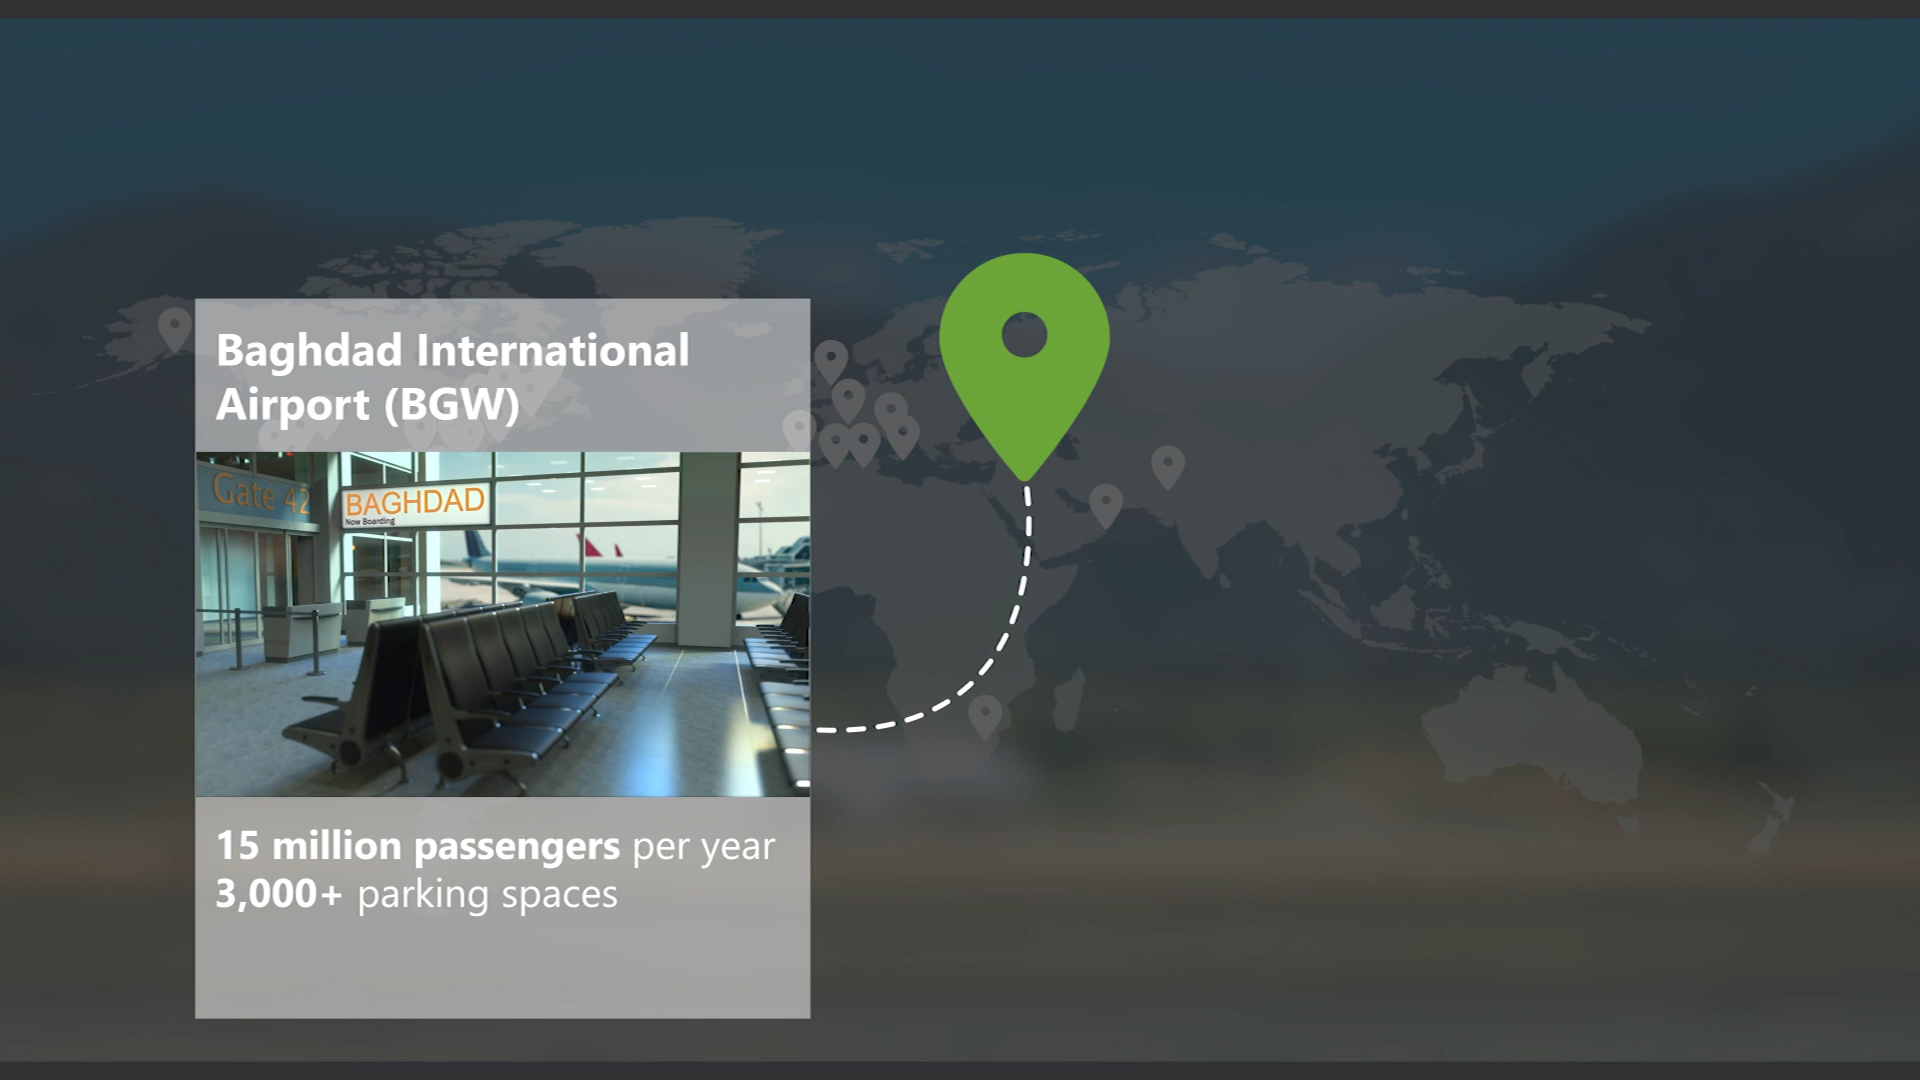 Baghdad International
Airport (BGW)
Gate 42
BAGHDAD
Now Boarding
15 million passengers per year
3,000+ parking spaces